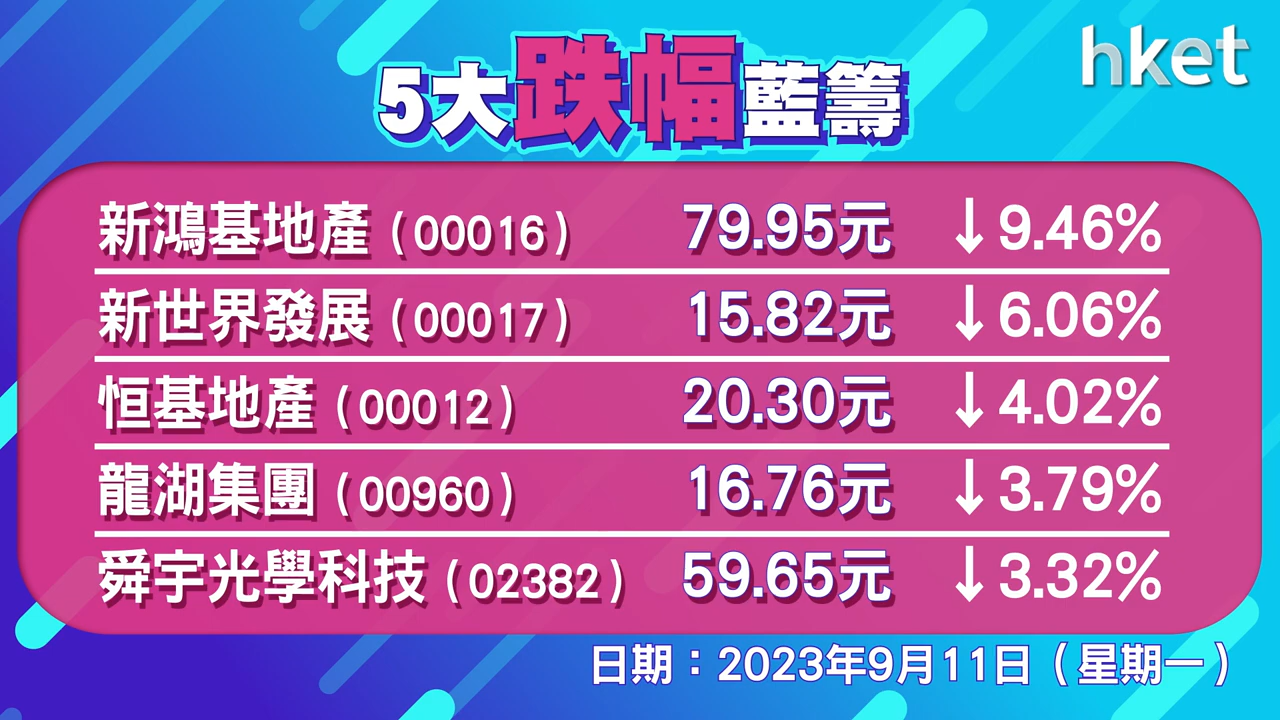 hket
5大跌幅藍籌
新鴻基地產（00016） 79.95元 ↓9.46%
新世界發展（00017） 15.82元 ↓6.06%
恒基地產（00012） 20.30元 ↓4.02%
龍湖集團（00960） 16.76元 ↓3.79%
舜宇光學科技（02382） 59.65元 ↓3.32%
日期：2023年9月11日（星期一）